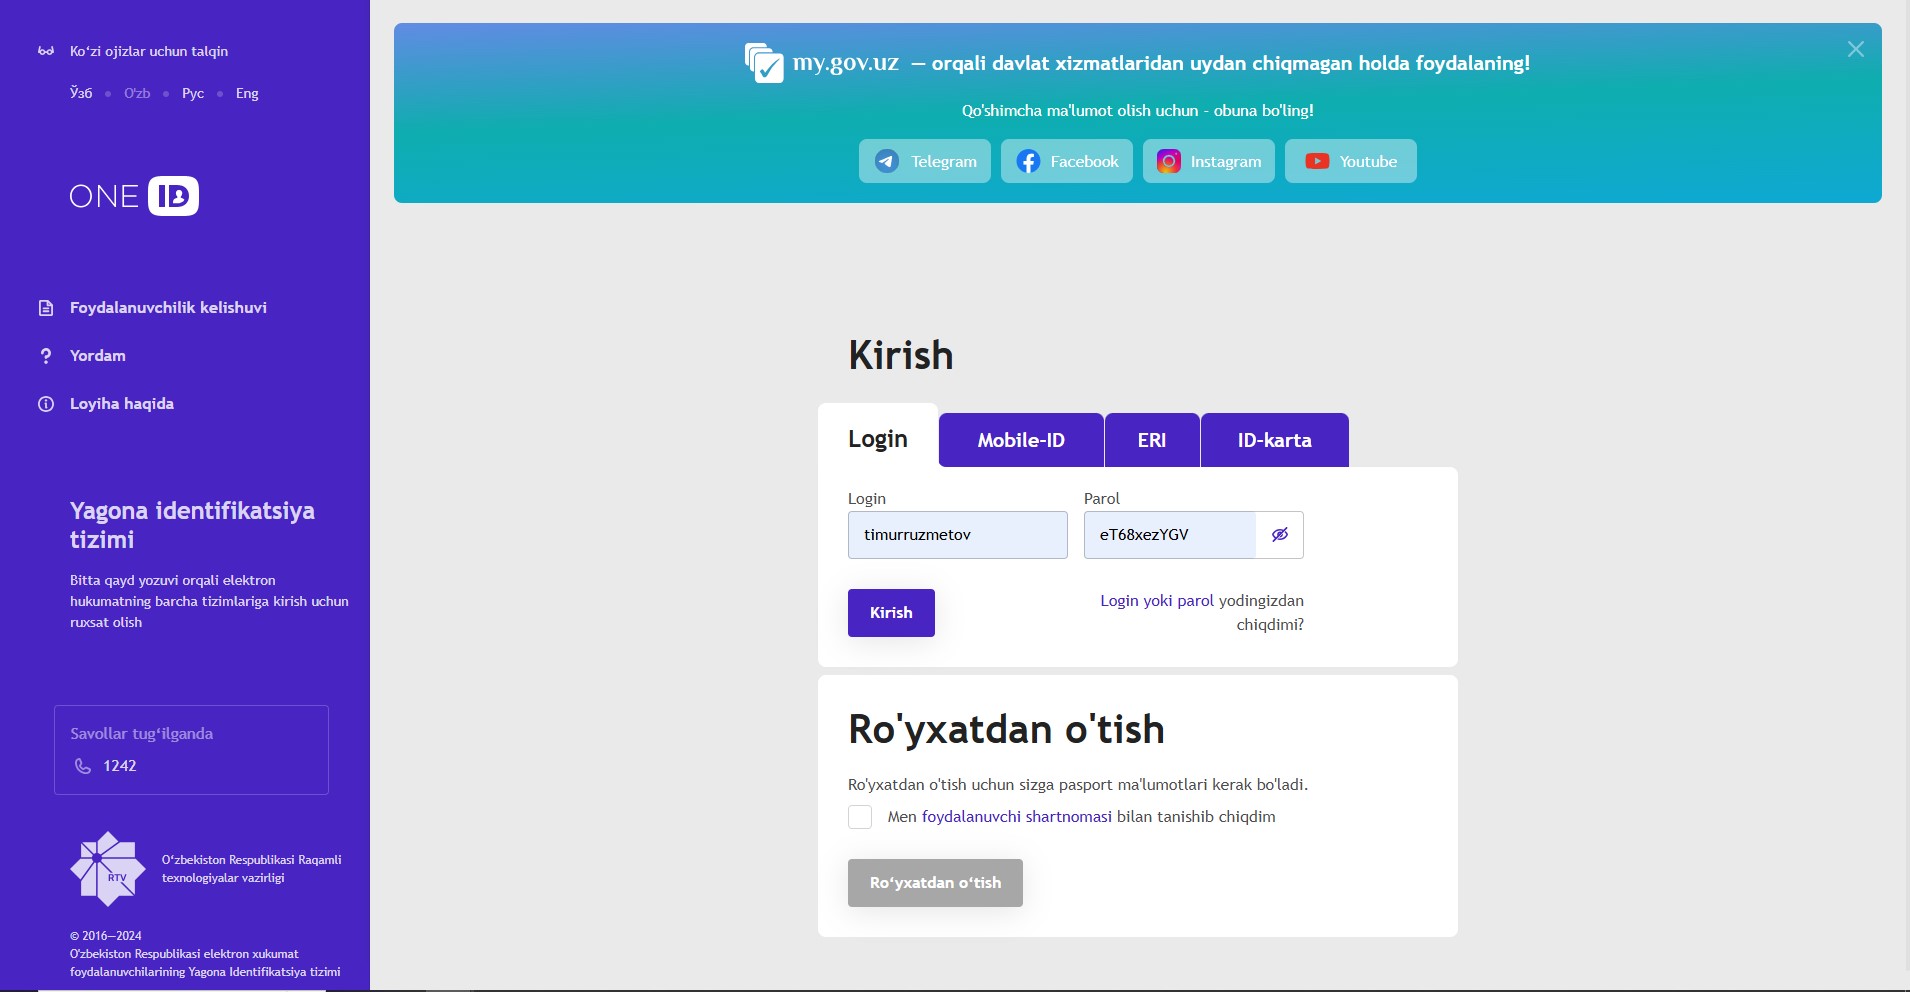 Ko‘zi ojizlar uchun talqin
Ўзб O'zb Рус Eng
ONE ID
Foydalanuvchilik kelishuvi
Yordam
Loyiha haqida
Yagona identifikatsiya
tizimi
Bitta qayd yozuvi orqali elektron
hukumatning barcha tizimlariga kirish uchun
ruxsat olish
Savollar tug‘ilganda
1242
RTV
O‘zbekiston Respublikasi Raqamli
texnologiyalar vazirligi
© 2016—2024
O'zbekiston Respublikasi elektron xukumat
foydalanuvchilarining Yagona Identifikatsiya tizimi
my.gov.uz — orqali davlat xizmatlaridan uydan chiqmagan holda foydalaning!
Qo'shimcha ma'lumot olish uchun - obuna bo'ling!
Telegram Facebook Instagram Youtube
Kirish
Login Mobile-ID ERI ID-karta
Login Parol
timurruzmetov eT68xezYGV
Kirish
Login yoki parol yodingizdan
chiqdimi?
Ro'yxatdan o'tish
Ro'yxatdan o'tish uchun sizga pasport ma'lumotlari kerak bo'ladi.
Men foydalanuvchi shartnomasi bilan tanishib chiqdim
Ro‘yxatdan o‘tish